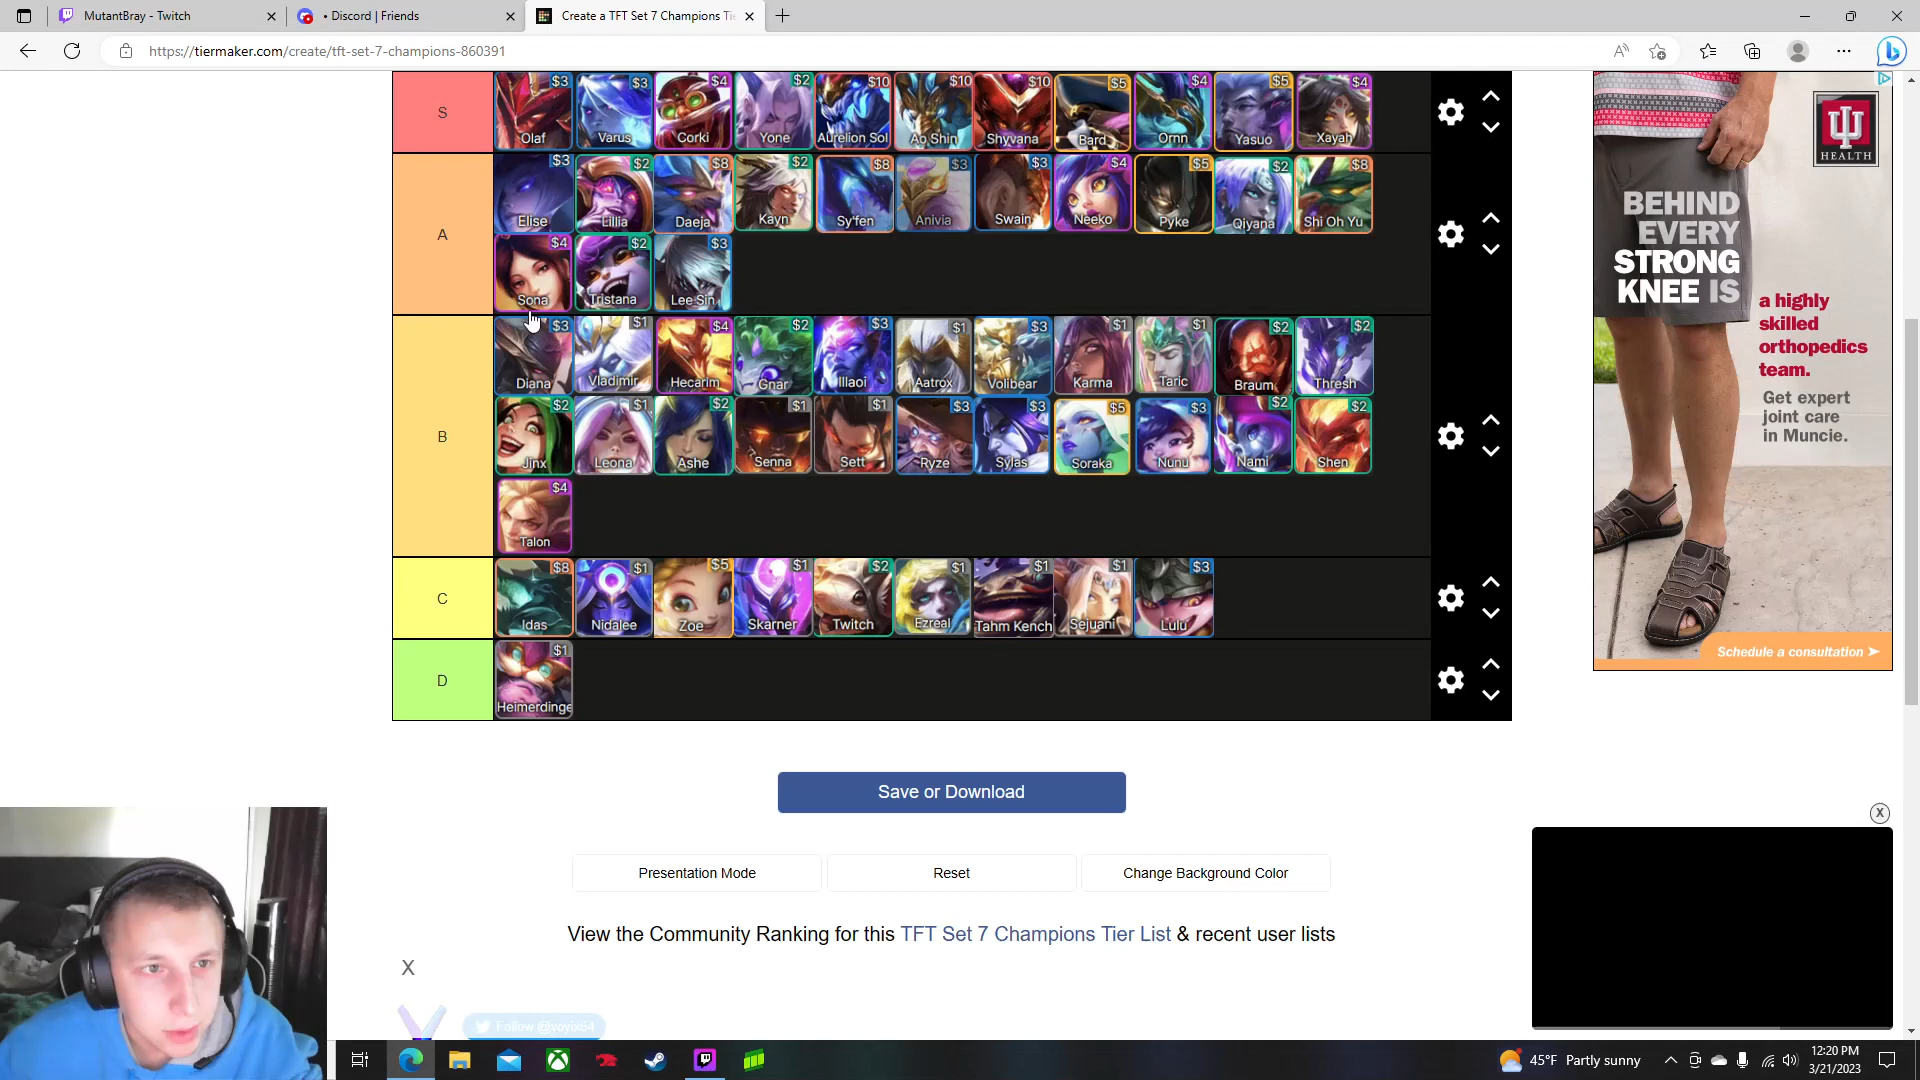 MutantBray - Twitch
• Discord | Friends
Create a TFT Set 7 Champions Tie
https://tiermaker.com/create/tft-set-7-champions-860391
S
$3 $3 $4 $2 $10 $10 $10 $5 $4 $5 $4
Olaf Varus Corki Yone Aurelion Sol Ao Shin Shyvana Bard Ornn Yasuo Xayah
A
$3 $2 $8 $2 $8 $3 $3 $4 $5 $2 $8
Elise Lillia Daeja Kayn Sy'fen Anivia Swain Neeko Pyke Qiyana Shi Oh Yu
$4 $2 $3
Sona Tristana Lee Sin
B
$3 $1 $4 $2 $3 $1 $3 $1 $1 $2 $2
Diana Vladimir Hecarim Gnar Illaoi Aatrox Volibear Karma Taric Braum Thresh
$2 $1 $2 $1 $1 $3 $3 $5 $3 $2 $2
Jinx Leona Ashe Senna Sett Ryze Sylas Soraka Nunu Nami Shen
$4
Talon
C
$8 $1 $5 $1 $2 $1 $1 $1 $3
Idas Nidalee Zoe Skarner Twitch Ezreal Tahm Kench Sejuani Lulu
D
$1
Heimerdinge
Save or Download
Presentation Mode
Reset
Change Background Color
View the Community Ranking for this TFT Set 7 Champions Tier List & recent user lists
X
Follow @voyix64
HEALTH
BEHIND
EVERY
STRONG
KNEE IS
a highly
skilled
orthopedics
team.
Get expert
joint care
in Muncie.
Schedule a consultation
X
45°F Partly sunny
12:20 PM
3/21/2023